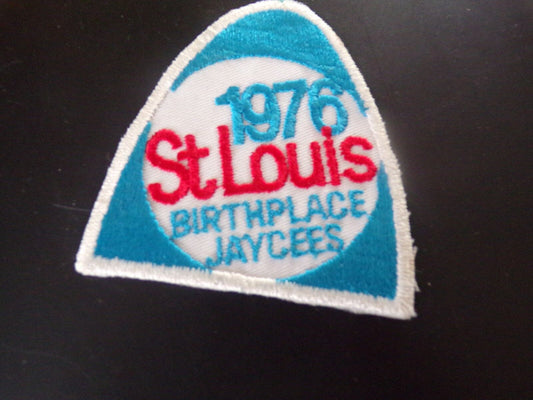 1976
St Louis
BIRTHPLACE
JAYCEES